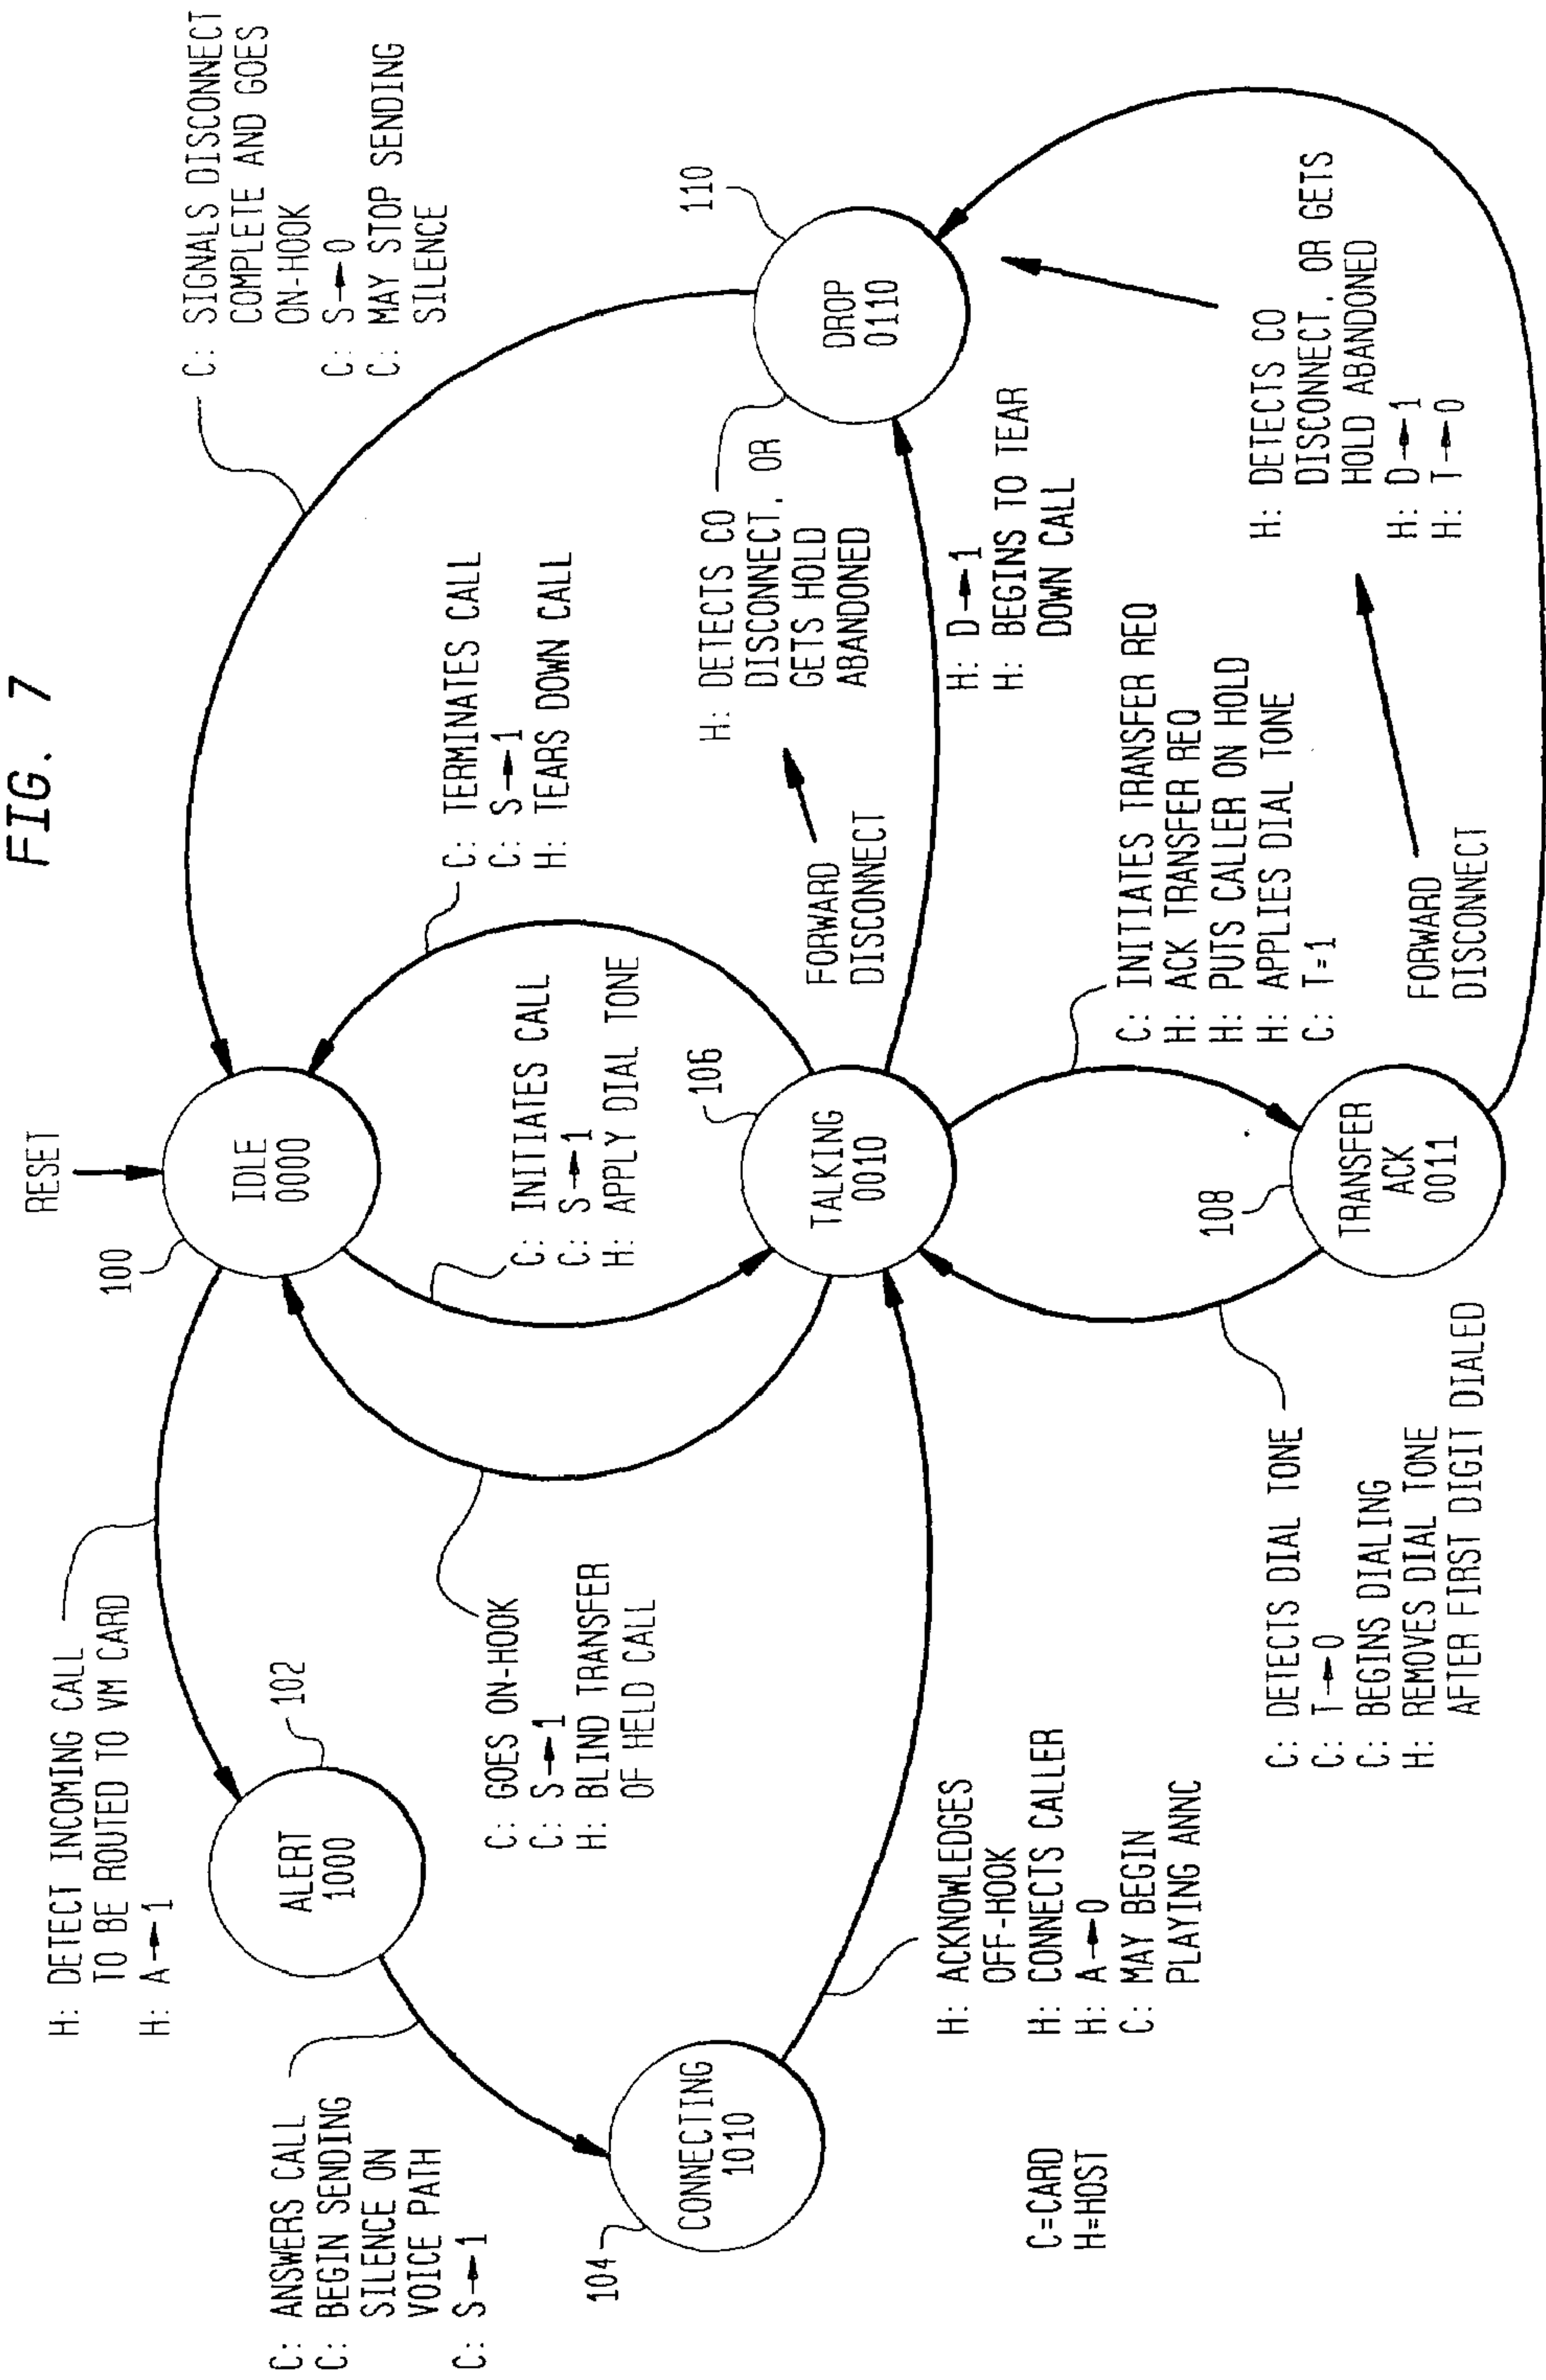 FIG. 7
RESET
100
IDLE
0000
H: DETECT INCOMING CALL
TO BE ROUTED TO VM CARD
H: A→1
102
ALERT
1000
C: ANSWERS CALL
C: BEGIN SENDING
SILENCE ON
VOICE PATH
C: S→1
104
CONNECTING
1010
C: GOES ON-HOOK
C: S→1
H: BLIND TRANSFER
OF HELD CALL
C: INITIATES CALL
C: S→1
H: APPLY DIAL TONE
C: TERMINATES CALL
C: S→1
H: TEARS DOWN CALL
C: SIGNALS DISCONNECT
COMPLETE AND GOES
ON-HOOK
C: S→0
C: MAY STOP SENDING
SILENCE
106
TALKING
0010
FORWARD
DISCONNECT
H: DETECTS CO
DISCONNECT, OR
GETS HOLD
ABANDONED
110
DROP
0110
H: D→1
H: BEGINS TO TEAR
DOWN CALL
H: ACKNOWLEDGES
OFF-HOOK
H: CONNECTS CALLER
H: A→0
C: MAY BEGIN
PLAYING ANNC
C=CARD
H=HOST
C: INITIATES TRANSFER REQ
H: ACK TRANSFER REQ
H: PUTS CALLER ON HOLD
H: APPLIES DIAL TONE
C: T=1
108
TRANSFER
ACK
0011
C: DETECTS DIAL TONE
C: T→0
C: BEGINS DIALING
H: REMOVES DIAL TONE
AFTER FIRST DIGIT DIALED
FORWARD
DISCONNECT
H: DETECTS CO
DISCONNECT, OR GETS
HOLD ABANDONED
H: D→1
H: T→0